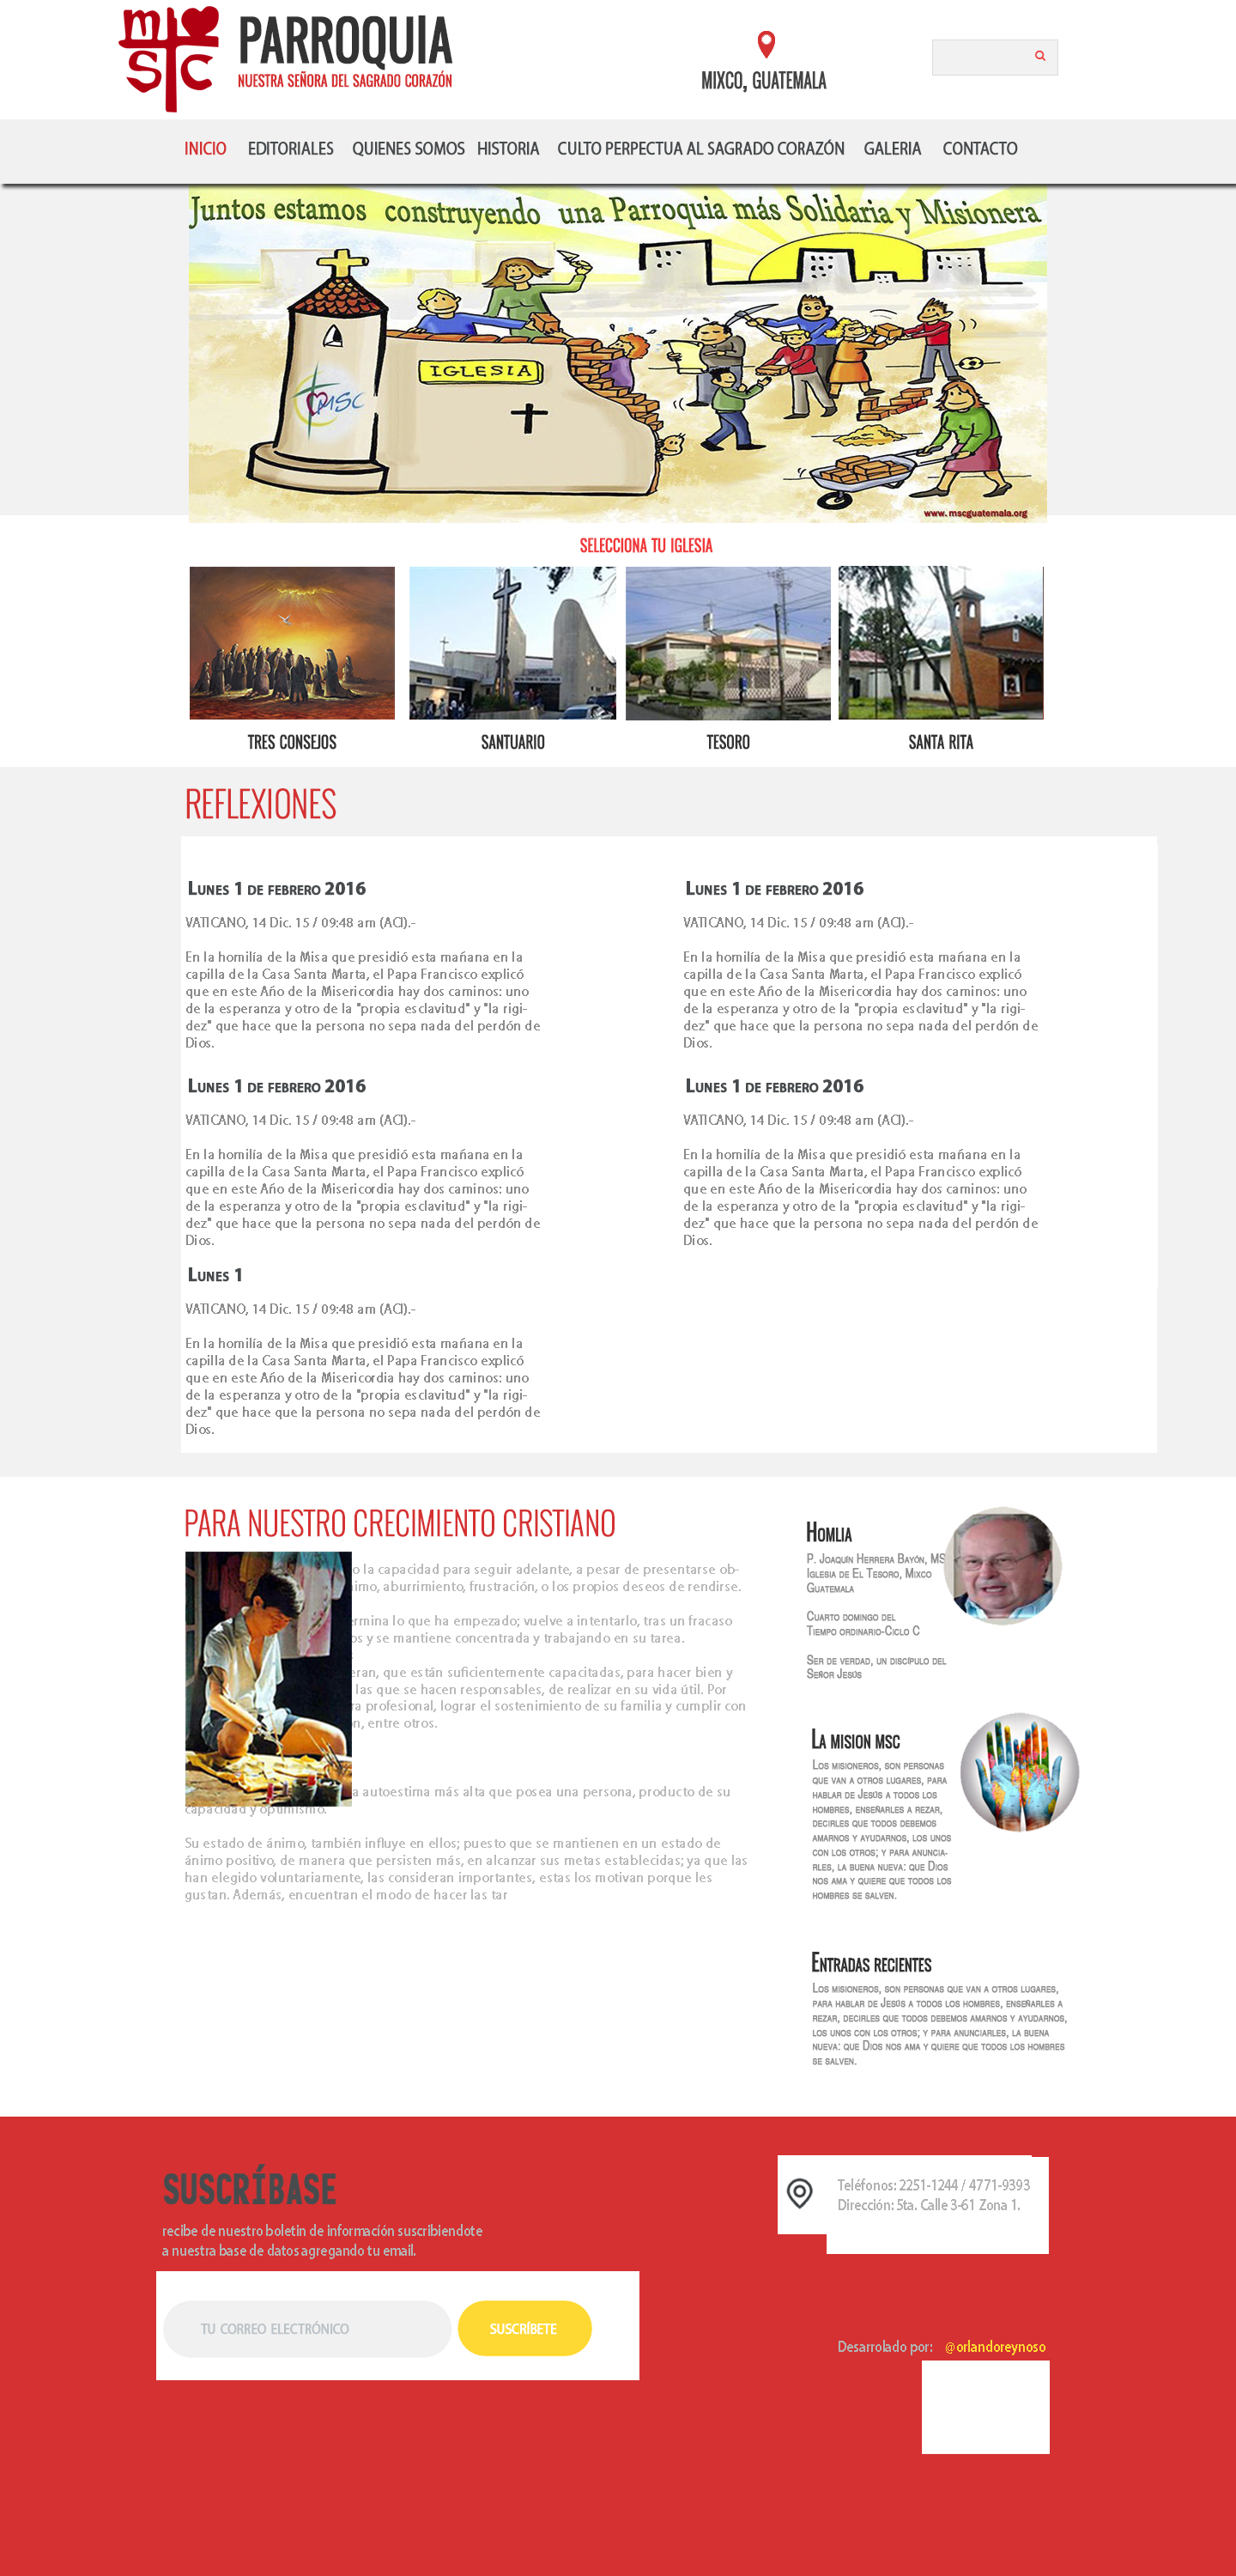 MSC
PARROQUIA
NUESTRA SEÑORA DEL SAGRADO CORAZÓN
MIXCO, GUATEMALA
INICIO EDITORIALES QUIENES SOMOS HISTORIA CULTO PERPECTUA AL SAGRADO CORAZÓN GALERIA CONTACTO
Juntos estamos construyendo una Parroquia más Solidaria y Misionera
IGLESIA
MSC
www.mscguatemala.org
SELECCIONA TU IGLESIA
TRES CONSEJOS SANTUARIO TESORO SANTA RITA
REFLEXIONES
Lunes 1 de febrero 2016
VATICANO, 14 Dic. 15 / 09:48 am (ACI).-
En la homilía de la Misa que presidió esta mañana en la
capilla de la Casa Santa Marta, el Papa Francisco explicó
que en este Año de la Misericordia hay dos caminos: uno
de la esperanza y otro de la "propia esclavitud" y "la rigi-
dez" que hace que la persona no sepa nada del perdón de
Dios.
Lunes 1 de febrero 2016
VATICANO, 14 Dic. 15 / 09:48 am (ACI).-
En la homilía de la Misa que presidió esta mañana en la
capilla de la Casa Santa Marta, el Papa Francisco explicó
que en este Año de la Misericordia hay dos caminos: uno
de la esperanza y otro de la "propia esclavitud" y "la rigi-
dez" que hace que la persona no sepa nada del perdón de
Dios.
Lunes 1 de febrero 2016
VATICANO, 14 Dic. 15 / 09:48 am (ACI).-
En la homilía de la Misa que presidió esta mañana en la
capilla de la Casa Santa Marta, el Papa Francisco explicó
que en este Año de la Misericordia hay dos caminos: uno
de la esperanza y otro de la "propia esclavitud" y "la rigi-
dez" que hace que la persona no sepa nada del perdón de
Dios.
Lunes 1 de febrero 2016
VATICANO, 14 Dic. 15 / 09:48 am (ACI).-
En la homilía de la Misa que presidió esta mañana en la
capilla de la Casa Santa Marta, el Papa Francisco explicó
que en este Año de la Misericordia hay dos caminos: uno
de la esperanza y otro de la "propia esclavitud" y "la rigi-
dez" que hace que la persona no sepa nada del perdón de
Dios.
Lunes 1
VATICANO, 14 Dic. 15 / 09:48 am (ACI).-
En la homilía de la Misa que presidió esta mañana en la
capilla de la Casa Santa Marta, el Papa Francisco explicó
que en este Año de la Misericordia hay dos caminos: uno
de la esperanza y otro de la "propia esclavitud" y "la rigi-
dez" que hace que la persona no sepa nada del perdón de
Dios.
PARA NUESTRO CRECIMIENTO CRISTIANO
o la capacidad para seguir adelante, a pesar de presentarse ob-
nimo, aburrimiento, frustración, o los propios deseos de rendirse.
ermina lo que ha empezado; vuelve a intentarlo, tras un fracaso
os y se mantiene concentrada y trabajando en su tarea.
eran, que están suficientemente capacitadas, para hacer bien y
las que se hacen responsables, de realizar en su vida útil. Por
ra profesional, lograr el sostenimiento de su familia y cumplir con
ón, entre otros.
a autoestima más alta que posea una persona, producto de su
capacidad y optimismo.
Su estado de ánimo, también influye en ellos; puesto que se mantienen en un estado de
ánimo positivo, de manera que persisten más, en alcanzar sus metas establecidas; ya que las
han elegido voluntariamente, las consideran importantes, estas los motivan porque les
gustan. Además, encuentran el modo de hacer las tar
Homlia
P. Joaquín Herrera Bayón, MS
Iglesia de El Tesoro, Mixco
Guatemala
Cuarto domingo del
Tiempo ordinario-Ciclo C
Ser de verdad, un discípulo del
Señor Jesús
La mision msc
Los misioneros, son personas
que van a otros lugares, para
hablar de Jesús a todos los
hombres, enseñarles a rezar,
decirles que todos debemos
amarnos y ayudarnos, los unos
con los otros; y para anuncia-
rles, la buena nueva: que Dios
nos ama y quiere que todos los
hombres se salven.
Entradas recientes
Los misioneros, son personas que van a otros lugares,
para hablar de Jesús a todos los hombres, enseñarles a
rezar, decirles que todos debemos amarnos y ayudarnos,
los unos con los otros; y para anunciarles, la buena
nueva: que Dios nos ama y quiere que todos los hombres
se salven.
SUSCRÍBASE
recibe de nuestro boletin de información suscribiendote
a nuestra base de datos agregando tu email.
TU CORREO ELECTRÓNICO
SUSCRÍBETE
Teléfonos: 2251-1244 / 4771-9393
Dirección: 5ta. Calle 3-61 Zona 1.
Desarrolado por: @orlandoreynoso